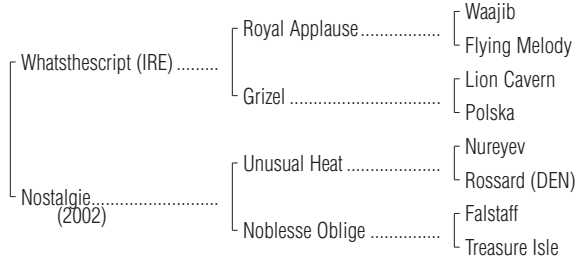 Waajib
Royal Applause.................
Flying Melody
Whatsthescript (IRE) .........
Lion Cavern
Grizel ................................
Polska
Nureyev
Unusual Heat ....................
Rossard (DEN)
Nostalgie...........................
(2002)
Falstaff
Noblesse Oblige ...............
Treasure Isle